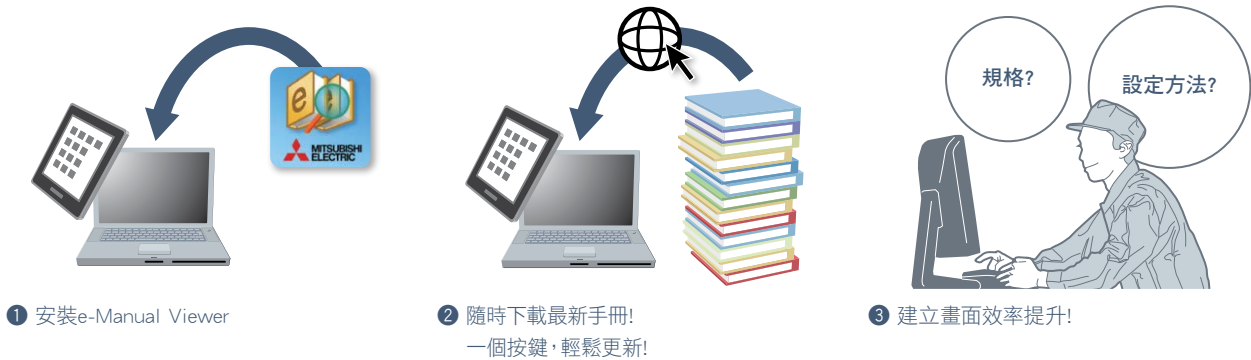 MITSUBISHI
ELECTRIC
規格?
設定方法?
❶ 安裝e-Manual Viewer
❷ 隨時下載最新手冊!
一個按鍵,輕鬆更新!
❸ 建立畫面效率提升!